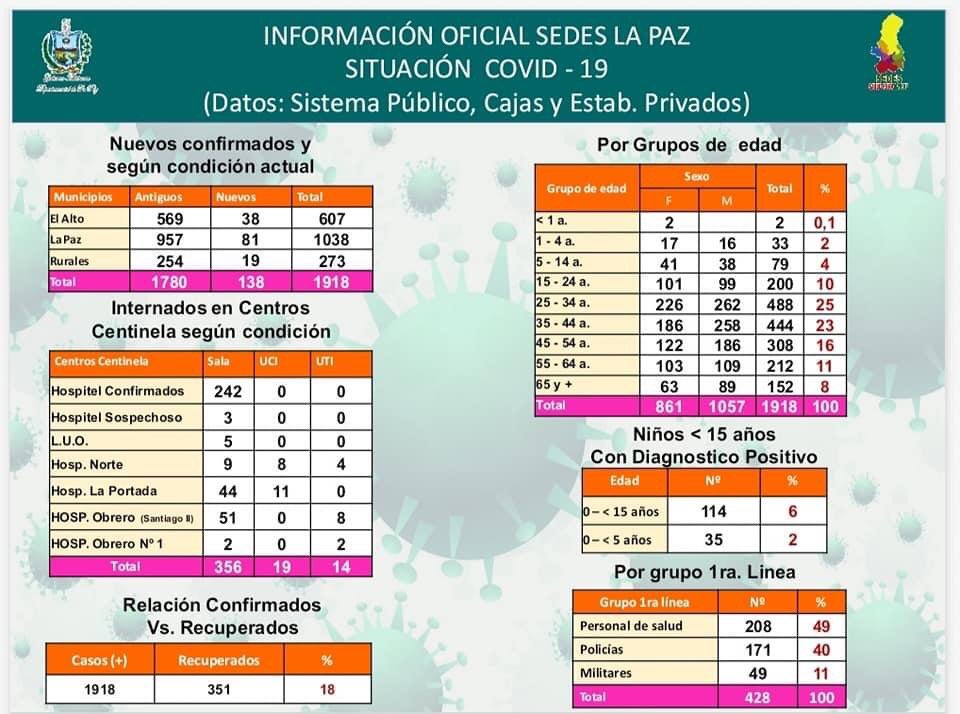 INFORMACIÓN OFICIAL SEDES LA PAZ
SITUACIÓN COVID - 19
(Datos: Sistema Público, Cajas y Estab. Privados)
SEDES
Nuevos confirmados y
según condición actual
Municipios Antiguos Nuevos Total
El Alto 569 38 607
La Paz 957 81 1038
Rurales 254 19 273
Total 1780 138 1918
Internados en Centros
Centinela según condición
Centros Centinela Sala UCI UTI
Hospitel Confirmados 242 0 0
Hospitel Sospechoso 3 0 0
L.U.O. 5 0 0
Hosp. Norte 9 8 4
Hosp. La Portada 44 11 0
HOSP. Obrero (Santiago II) 51 0 8
HOSP. Obrero Nº 1 2 0 2
Total 356 19 14
Relación Confirmados
Vs. Recuperados
Casos (+) Recuperados %
1918 351 18
Por Grupos de edad
Grupo de edad Sexo Total %
F M
< 1 a. 2 2 0,1
1 - 4 a. 17 16 33 2
5 - 14 a. 41 38 79 4
15 - 24 a. 101 99 200 10
25 - 34 a. 226 262 488 25
35 - 44 a. 186 258 444 23
45 - 54 a. 122 186 308 16
55 - 64 a. 103 109 212 11
65 y + 63 89 152 8
Total 861 1057 1918 100
Niños < 15 años
Con Diagnostico Positivo
Edad Nº %
0 – < 15 años 114 6
0 – < 5 años 35 2
Por grupo 1ra. Linea
Grupo 1ra línea Nº %
Personal de salud 208 49
Policías 171 40
Militares 49 11
Total 428 100